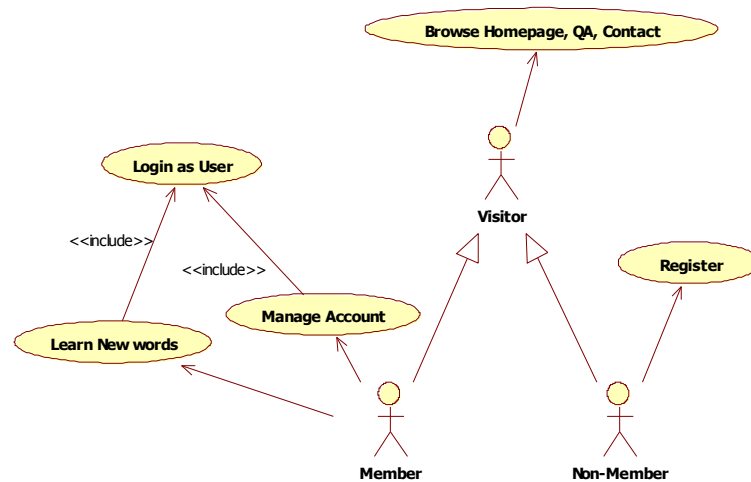 Browse Homepage, QA, Contact
Login as User
Visitor
<<include>>
<<include>>
Register
Manage Account
Learn New words
Member
Non-Member